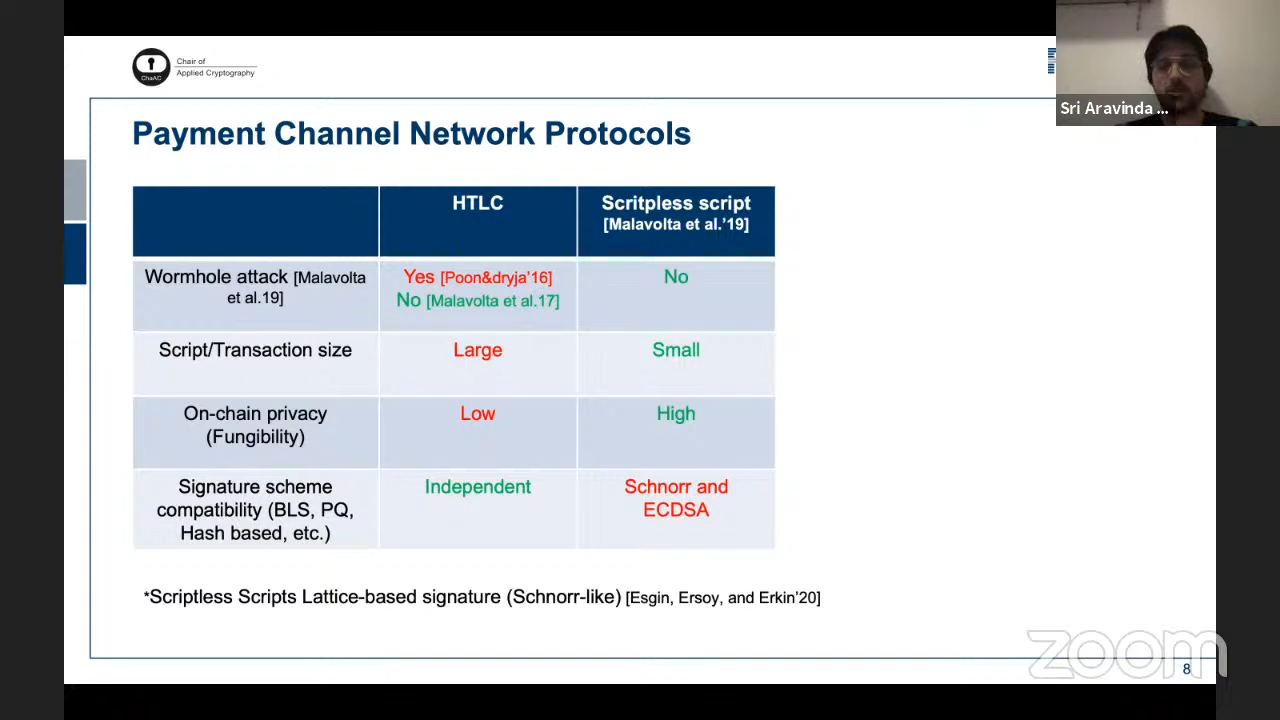 ChaAC
Chair of
Applied Cryptography
Sri Aravinda ...
Payment Channel Network Protocols
HTLC
Scritpless script
[Malavolta et al.'19]
Wormhole attack [Malavolta
et al.19]
Yes [Poon&dryja'16]
No [Malavolta et al.17]
No
Script/Transaction size
Large
Small
On-chain privacy
(Fungibility)
Low
High
Signature scheme
compatibility (BLS, PQ,
Hash based, etc.)
Independent
Schnorr and
ECDSA
*Scriptless Scripts Lattice-based signature (Schnorr-like) [Esgin, Ersoy, and Erkin'20]
zoom
8